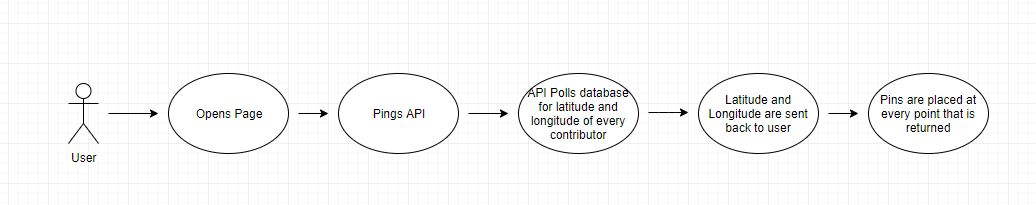 User
Opens Page
Pings API
API Polls database
for latitude and
longitude of every
contributor
Latitude and
Longitude are sent
back to user
Pins are placed at
every point that is
returned